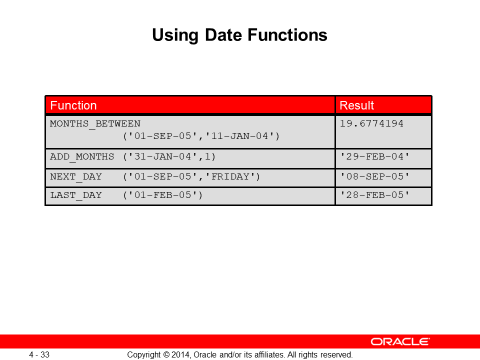 Using Date Functions
Function Result
MONTHS_BETWEEN 19.6774194
('01-SEP-05','11-JAN-04')
ADD_MONTHS ('31-JAN-04',1) '29-FEB-04'
NEXT_DAY ('01-SEP-05','FRIDAY') '08-SEP-05'
LAST_DAY ('01-FEB-05') '28-FEB-05'
ORACLE
4 - 33 Copyright © 2014, Oracle and/or its affiliates. All rights reserved.